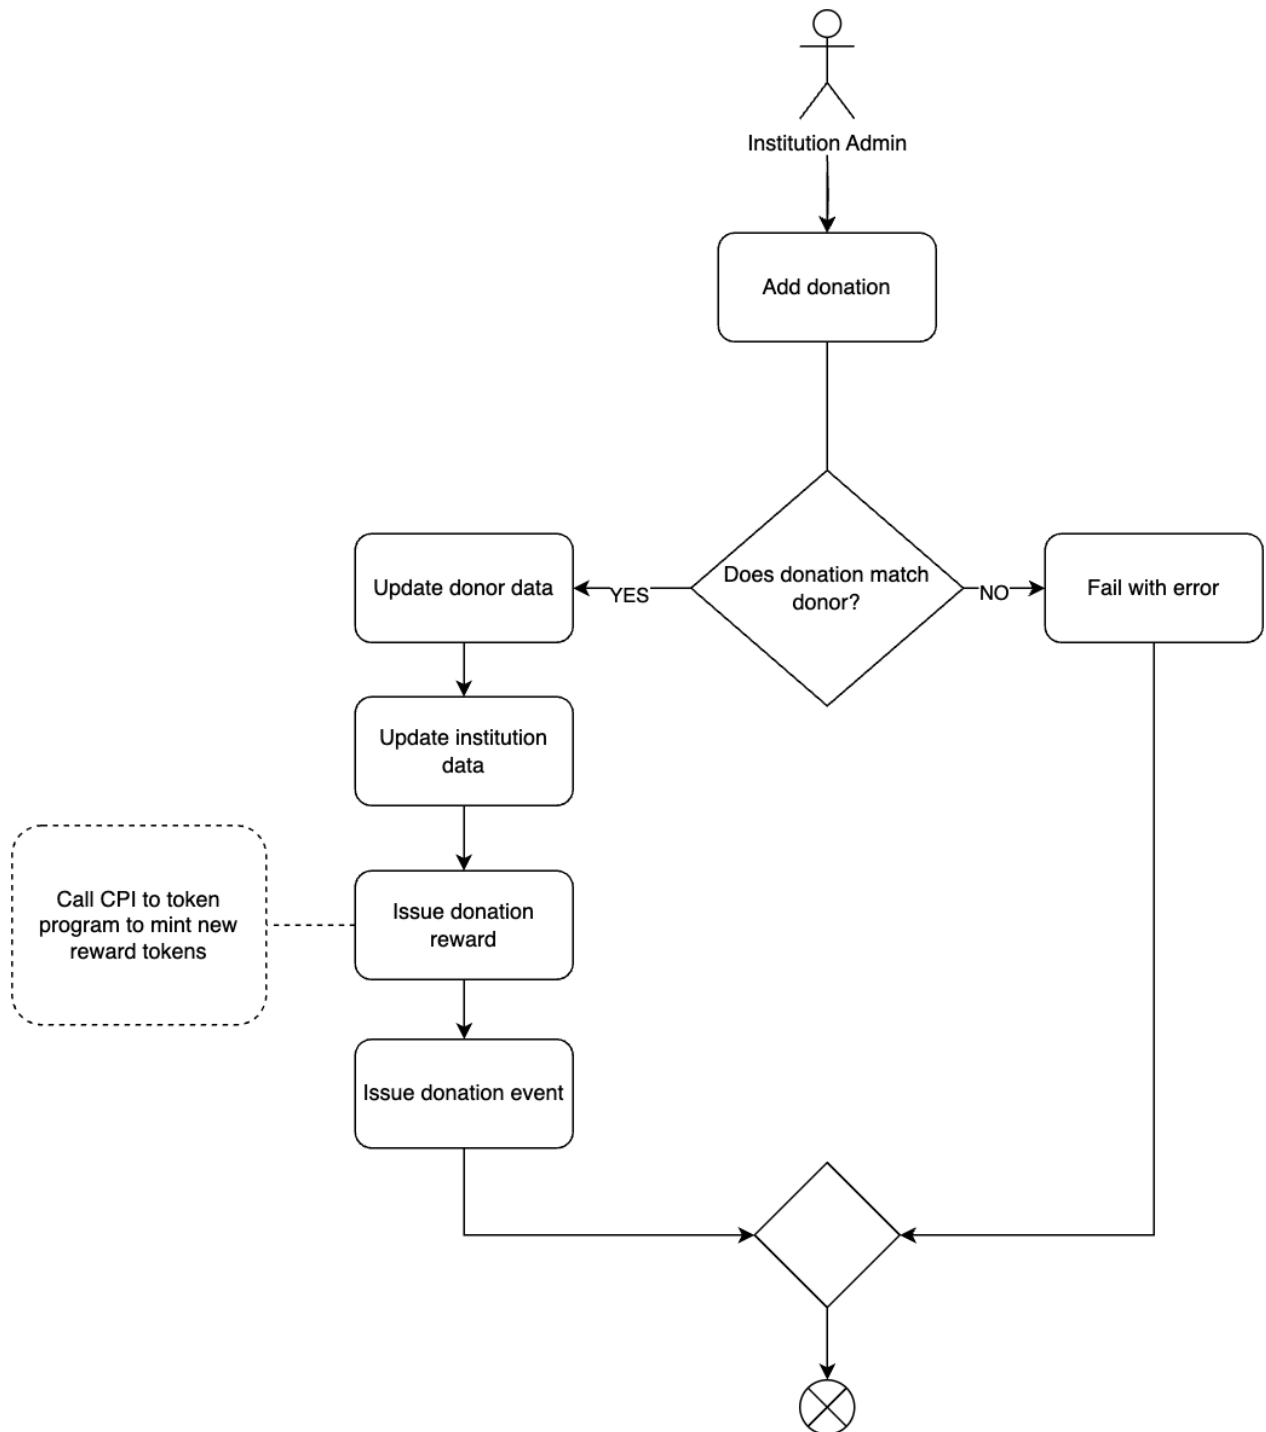 Institution Admin
Add donation
Does donation match
donor?
YES
NO
Update donor data
Fail with error
Update institution
data
Call CPI to token
program to mint new
reward tokens
Issue donation
reward
Issue donation event